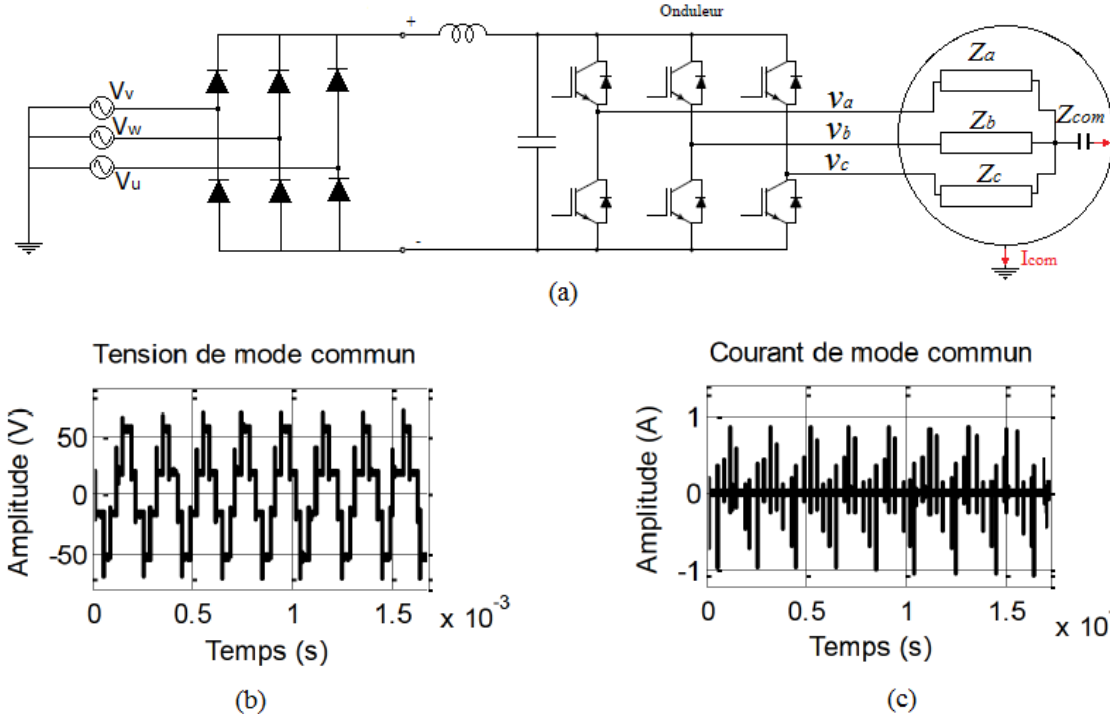 Onduleur
+
-
Vv
Vw
Vu
va
vb
vc
Za
Zb
Zc
Zcom
Icom
(a)
Tension de mode commun
Amplitude (V)
50
0
-50
0 0.5 1 1.5
x 10-3
Temps (s)
(b)
Courant de mode commun
Amplitude (A)
1
0
-1
0 0.5 1 1.5
x 10
Temps (s)
(c)